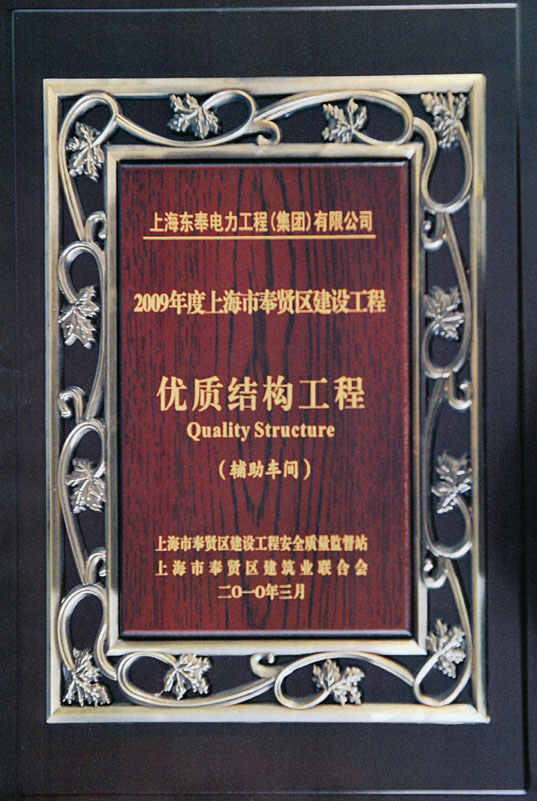 上海东奉电力工程(集团)有限公司
2009年度上海市奉贤区建设工程
优质结构工程
Quality Structure
(辅助车间)
上海市奉贤区建设工程安全质量监督站
上海市奉贤区建筑业联合会
二〇一〇年三月